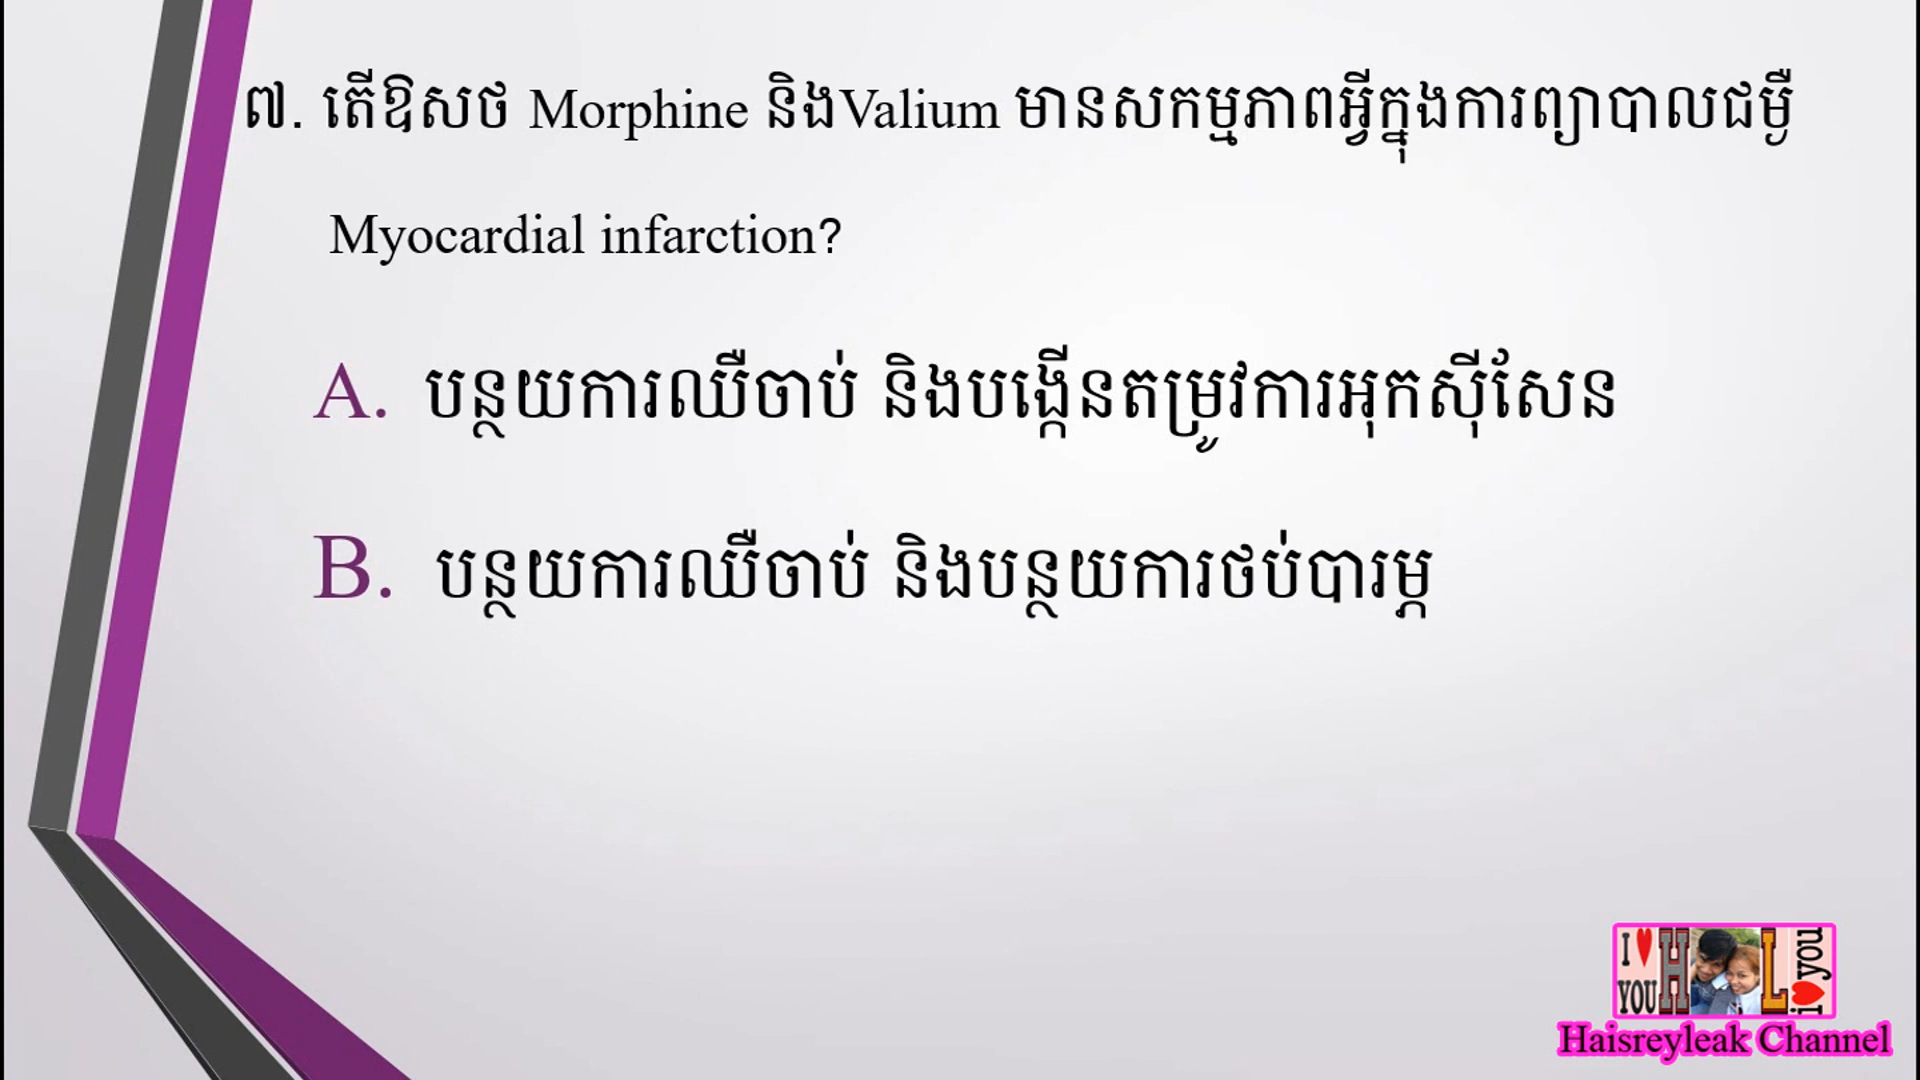 ៧. តើឱសថ Morphine និងValium មានសកម្មភាពអ្វីក្នុងការព្យាបាលជម្ងឺ
Myocardial infarction?
A. បន្ថយការឈឺចាប់ និងបង្កើនតម្រូវការអុកស៊ីសែន
B. បន្ថយការឈឺចាប់ និងបន្ថយការថប់បារម្ភ
I ♥ YOU H L i ♥ you
Haisreyleak Channel